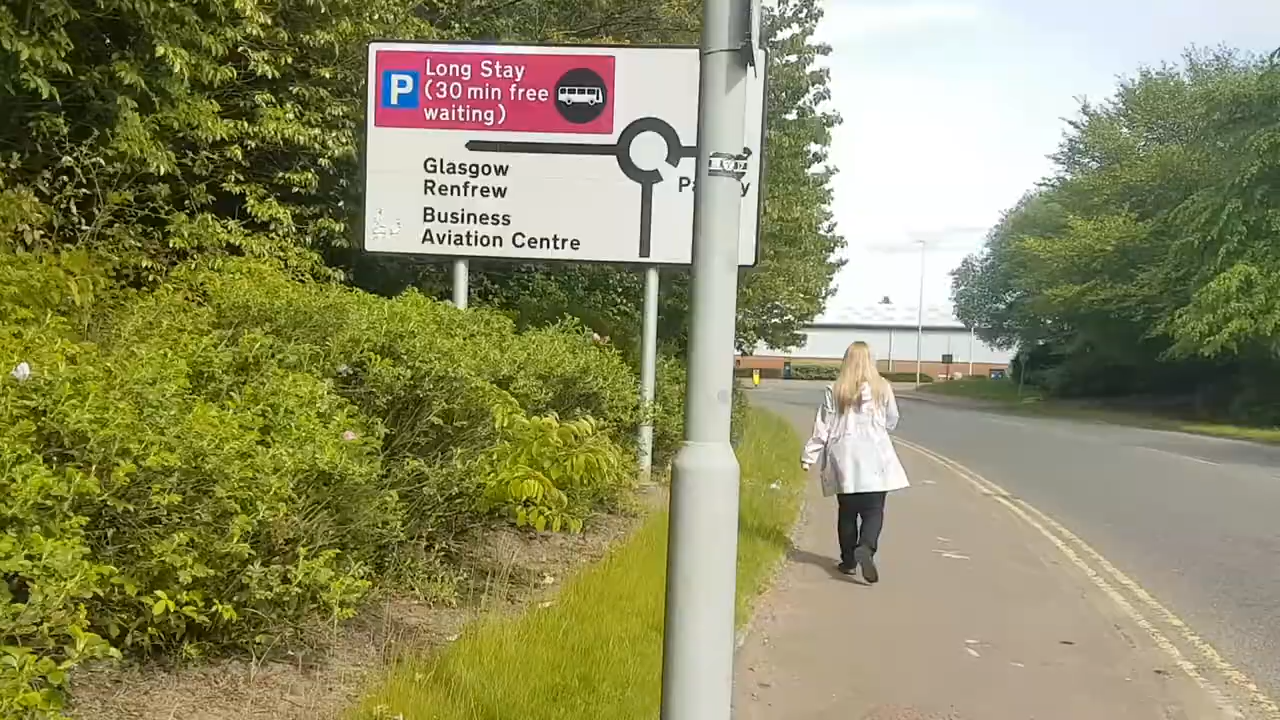 P
Long Stay
(30 min free
waiting)
Glasgow
Renfrew
Business
Aviation Centre